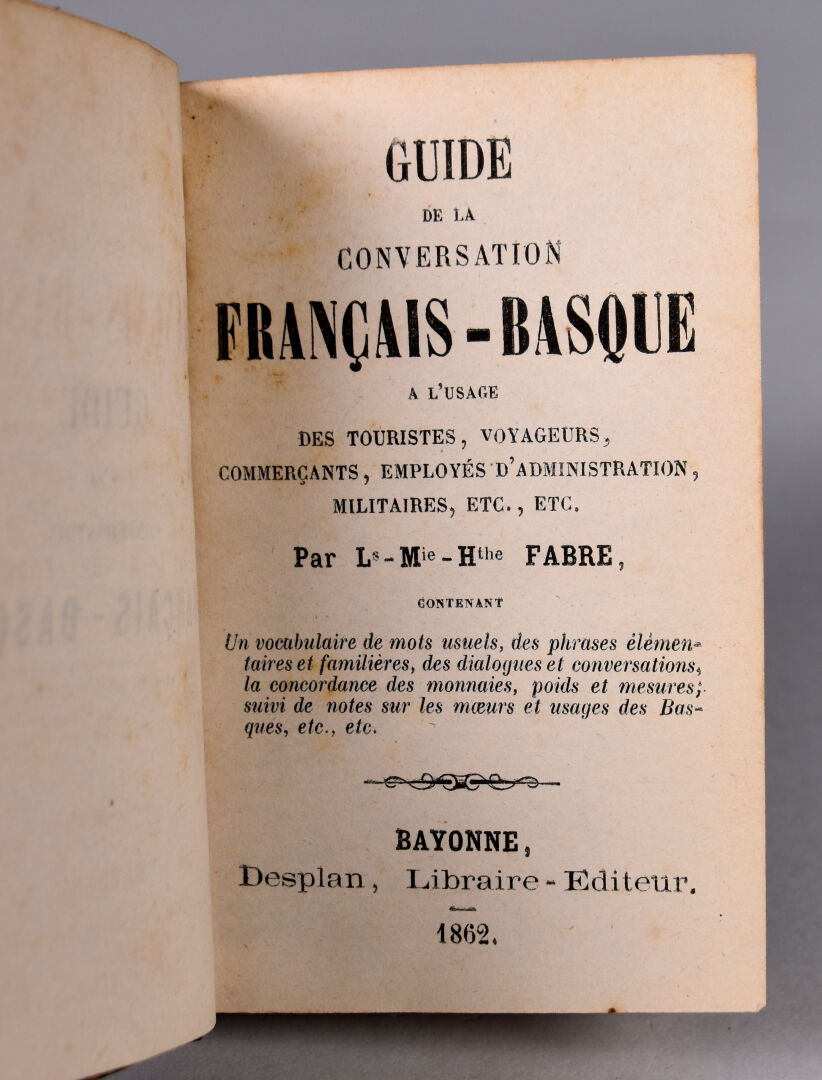 GUIDE
DE LA
CONVERSATION
FRANÇAIS-BASQUE
A L'USAGE
DES TOURISTES, VOYAGEURS,
COMMERÇANTS, EMPLOYÉS D'ADMINISTRATION,
MILITAIRES, ETC., ETC.
Par Ls-Mie-Hthe FABRE,
CONTENANT
Un vocabulaire de mots usuels, des phrases élémen-
taires et familières, des dialogues et conversations,
la concordance des monnaies, poids et mesures;
suivi de notes sur les mœurs et usages des Bas-
ques, etc., etc.
BAYONNE,
Desplan, Libraire-Editeur.
1862.